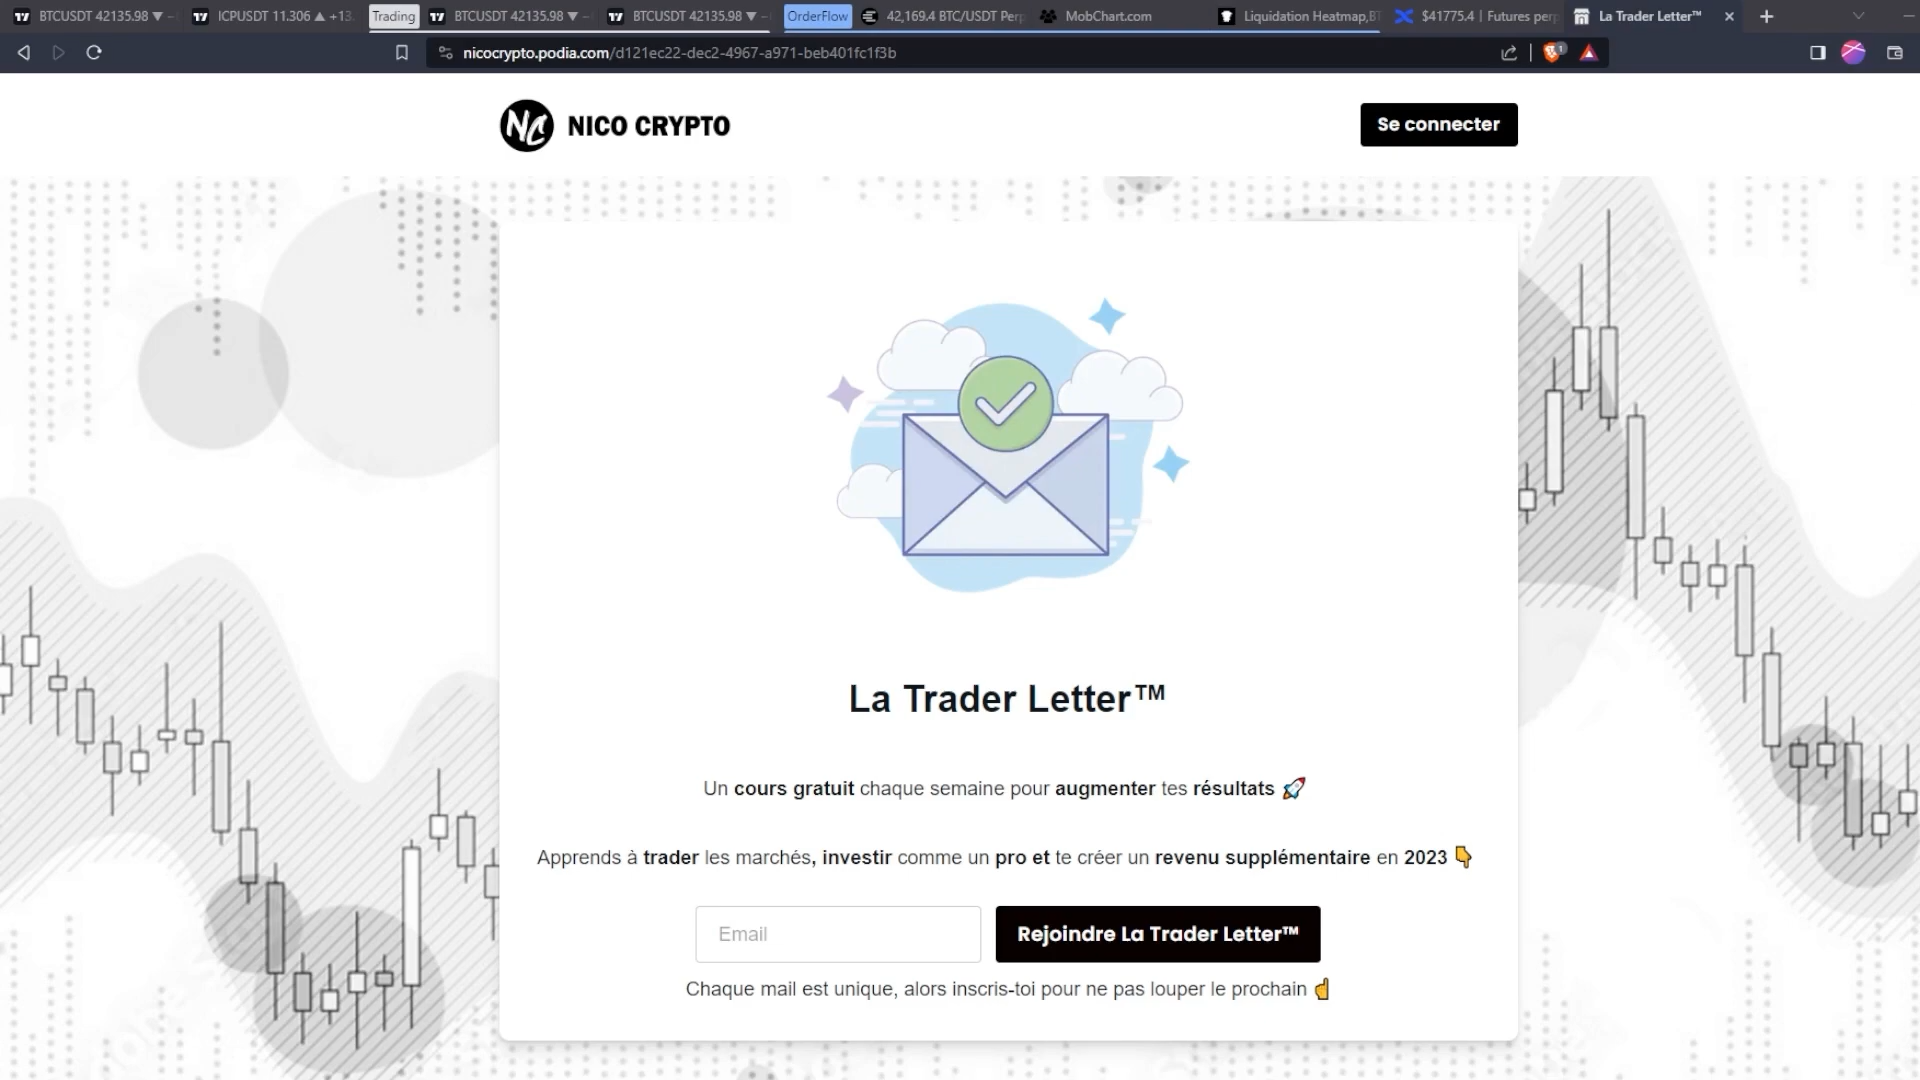 BTCUSDT 42135.98 ▼ −
ICPUSDT 11.306 ▲ +13.
Trading
BTCUSDT 42135.98 ▼ −
BTCUSDT 42135.98 ▼ −
OrderFlow
42,169.4 BTC/USDT Perp
MobChart.com
Liquidation Heatmap,BT
$41775.4 | Futures perp
La Trader Letter™
nicocrypto.podia.com/d121ec22-dec2-4967-a971-beb401fc1f3b
NC NICO CRYPTO
Se connecter
La Trader Letter™
Un cours gratuit chaque semaine pour augmenter tes résultats 🚀
Apprends à trader les marchés, investir comme un pro et te créer un revenu supplémentaire en 2023 👇
Email
Rejoindre La Trader Letter™
Chaque mail est unique, alors inscris-toi pour ne pas louper le prochain ☝